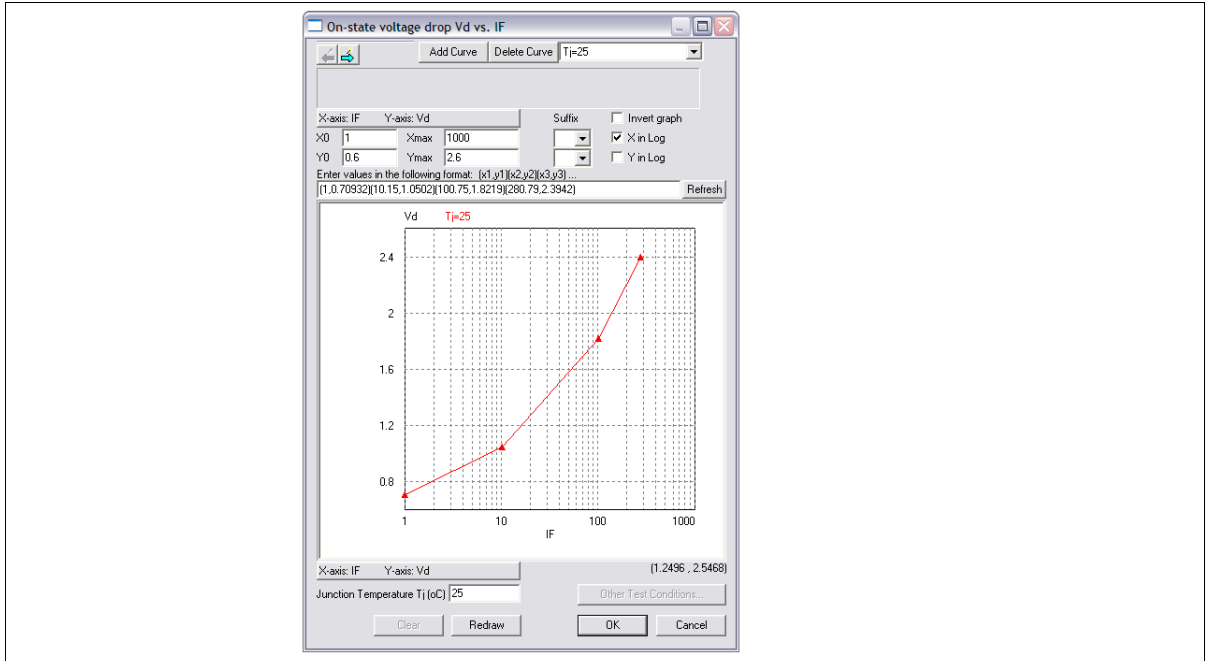 On-state voltage drop Vd vs. IF
Add Curve Delete Curve Tj=25
X-axis: IF Y-axis: Vd Suffix Invert graph
X0 1 Xmax 1000 X in Log
Y0 0.6 Ymax 2.6 Y in Log
Enter values in the following format: (x1,y1)(x2,y2)(x3,y3) ...
(1,0.70932)(10.15,1.0502)(100.75,1.8219)(280.79,2.3942) Refresh
Vd Tj=25
2.4
2
1.6
1.2
0.8
1 10 100 1000
IF
X-axis: IF Y-axis: Vd (1.2496 , 2.5468)
Junction Temperature Tj (oC) 25 Other Test Conditions...
Clear Redraw OK Cancel